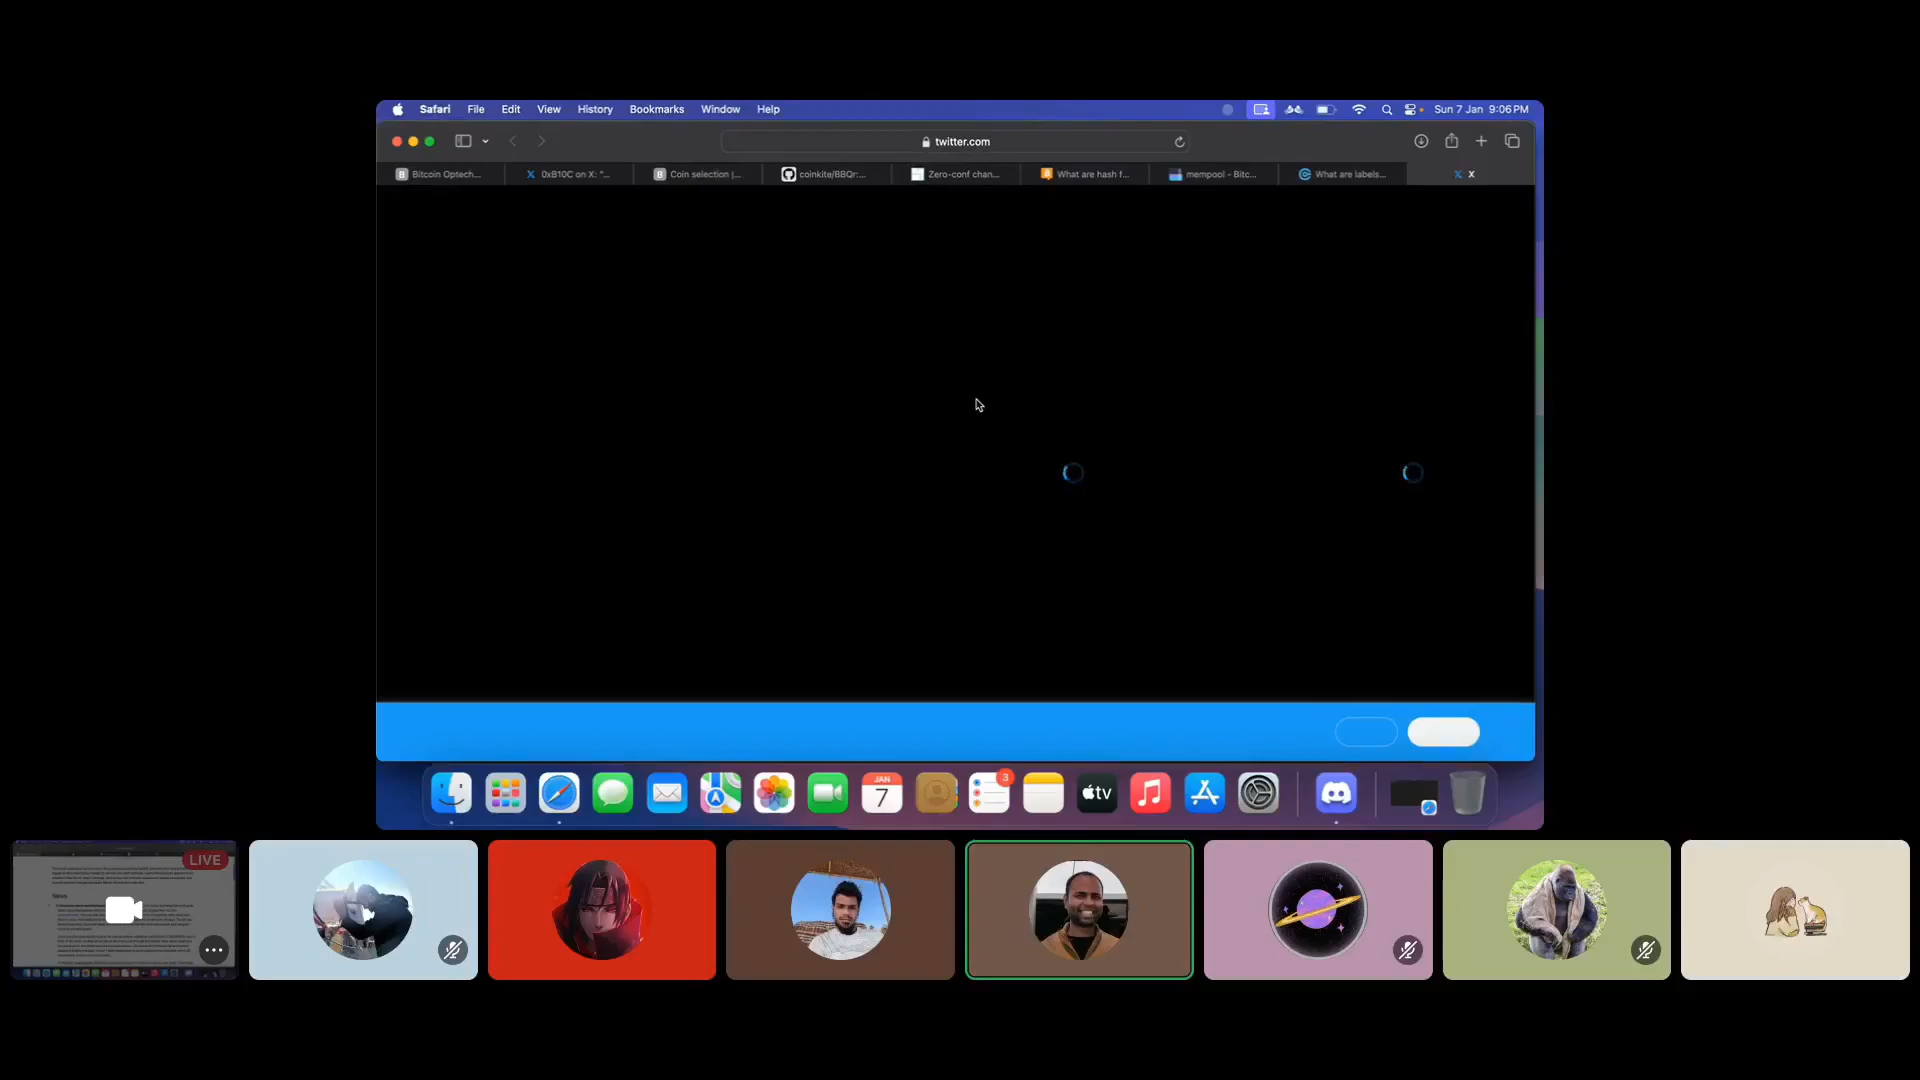 Safari File Edit View History Bookmarks Window Help Sun 7 Jan 9:06 PM
twitter.com
Bitcoin Optech... 0xB10C on X: “... Coin selection |... coinkite/BBQr:... Zero-conf chan... What are hash f... mempool - Bitc... What are labels... X
JAN
7
3
tv
LIVE
News